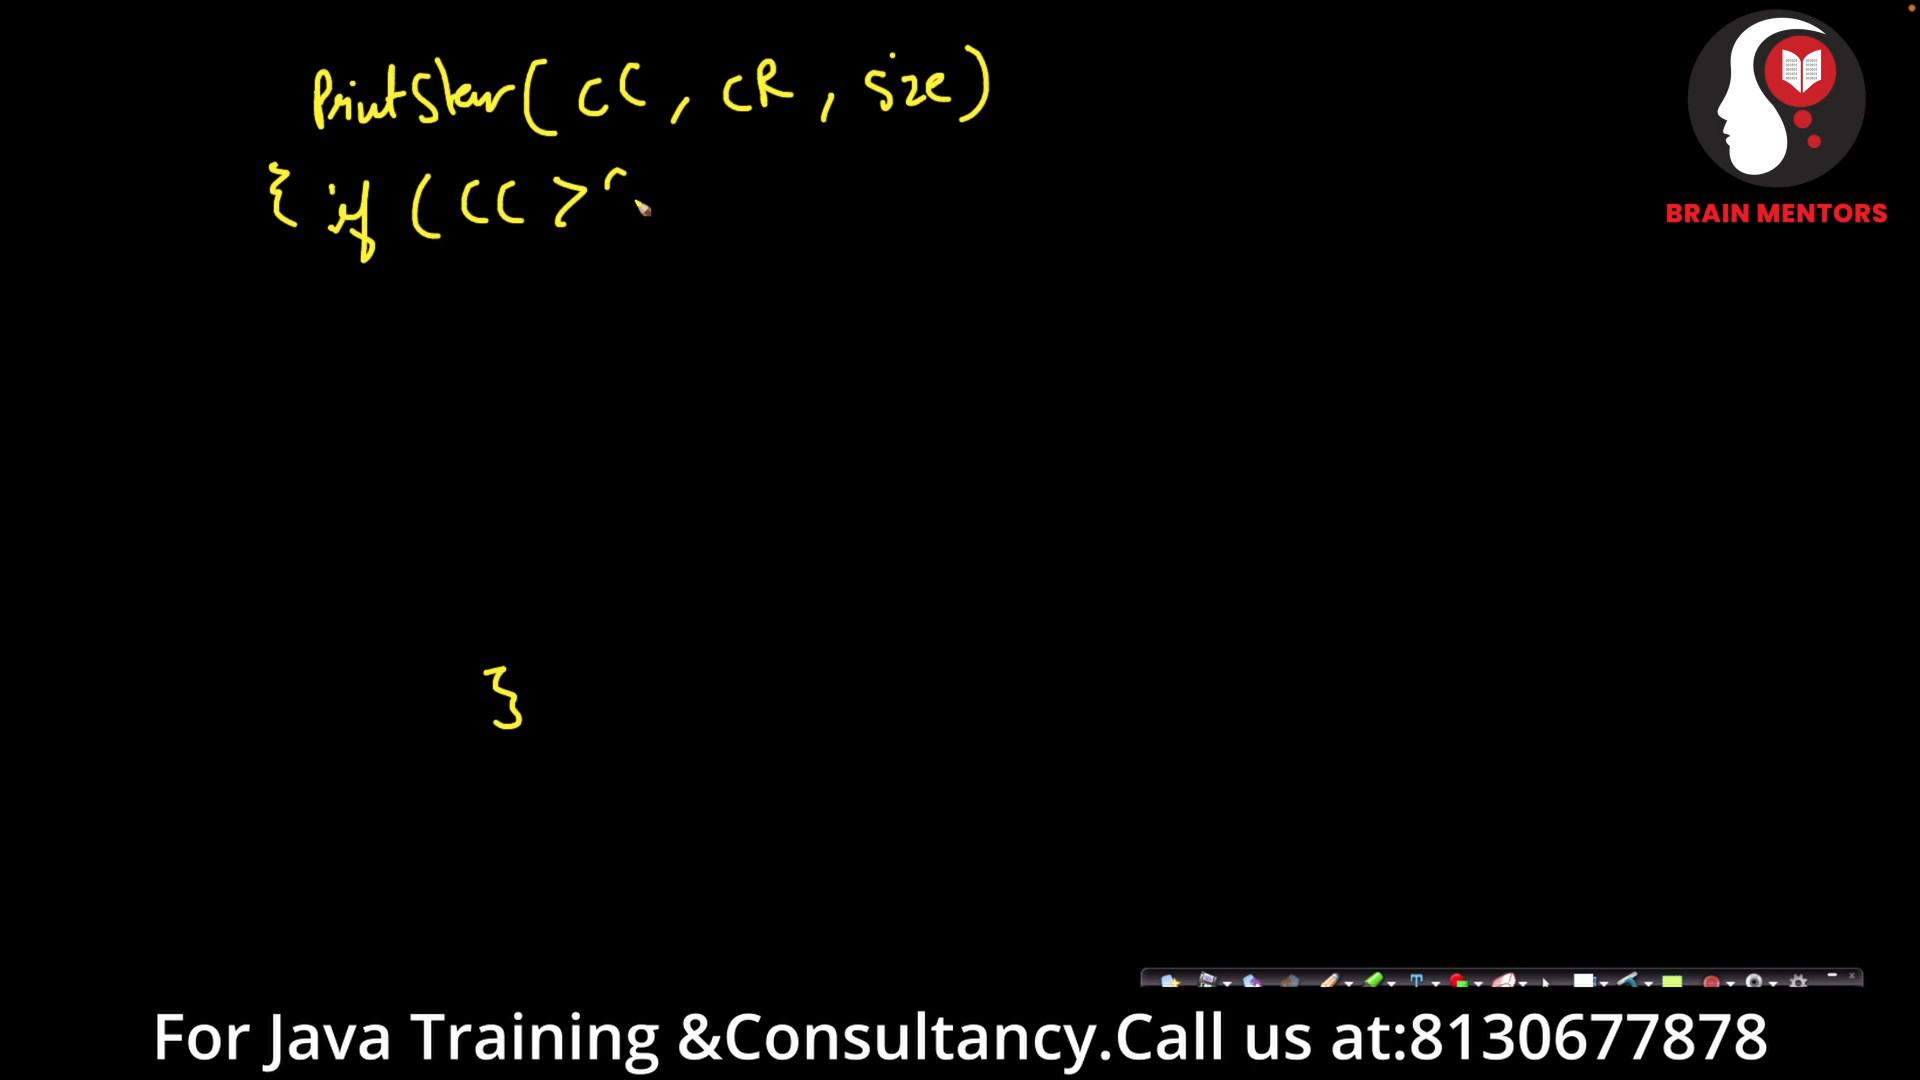 PrintStar( CC, CR, Size)
{ if ( CC >
}
BRAIN MENTORS
For Java Training &Consultancy.Call us at:8130677878